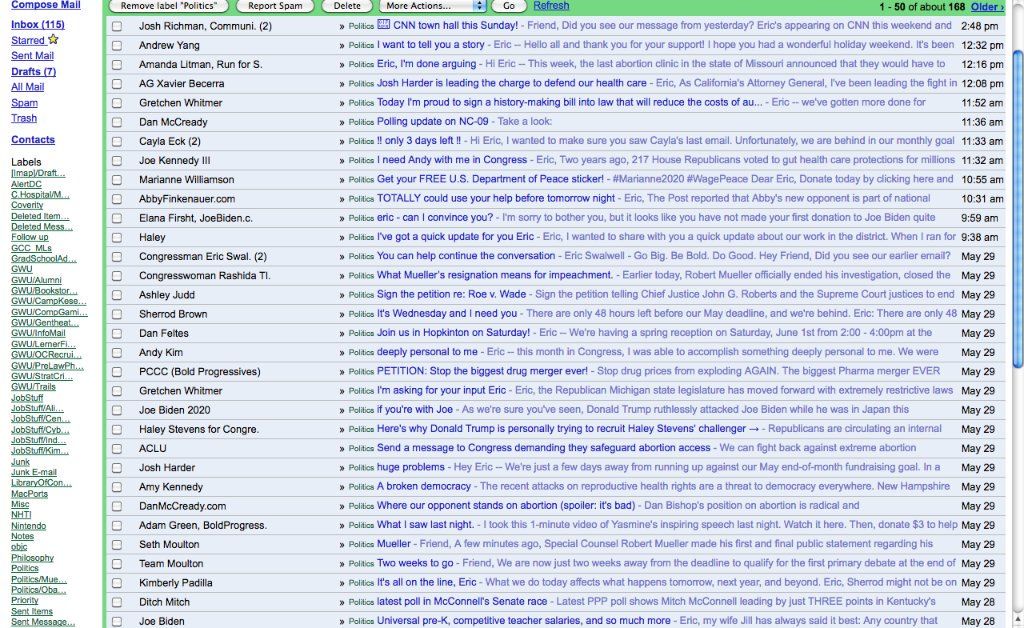 Compose Mail
Inbox (115)
Starred
Sent Mail
Drafts (7)
All Mail
Spam
Trash
Contacts
Labels
[Imap]/Draft...
AlertDC
C.Hospital/M...
Coverity
Deleted Item...
Deleted Mess...
Follow up
GCC_MLs
GradSchoolAd...
GWU
GWU/Alumni
GWU/Bookstor...
GWU/CampKese...
GWU/CompGami...
GWU/Gentheat...
GWU/InfoMail
GWU/LernerFi...
GWU/OCRecrui...
GWU/PreLawPh...
GWU/StratCri...
GWU/Trails
JobStuff
JobStuff/Ali...
JobStuff/Cen...
JobStuff/Cyb...
JobStuff/Ind...
JobStuff/Kim...
Junk
Junk E-mail
LibraryOfCon...
MacPorts
Misc
NHTI
Nintendo
Notes
objc
Philosophy
Politics
Politics/Mue...
Politics/Oba...
Priority
Sent Items
Sent Message...
Remove label "Politics" Report Spam Delete More Actions... Go Refresh 1 - 50 of about 168 Older ›
Josh Richman, Communi. (2) » Politics CNN town hall this Sunday! - Friend, Did you see our message from yesterday? Eric's appearing on CNN this weekend and 2:48 pm
Andrew Yang » Politics I want to tell you a story - Eric -- Hello all and thank you for your support! I hope you had a wonderful holiday weekend. It's been 12:32 pm
Amanda Litman, Run for S. » Politics Eric, I'm done arguing - Hi Eric -- This week, the last abortion clinic in the state of Missouri announced that they would have to 12:16 pm
AG Xavier Becerra » Politics Josh Harder is leading the charge to defend our health care - Eric, As California's Attorney General, I've been leading the fight in 12:08 pm
Gretchen Whitmer » Politics Today I'm proud to sign a history-making bill into law that will reduce the costs of au... - Eric -- we've gotten more done for 11:52 am
Dan McCready » Politics Polling update on NC-09 - Take a look: 11:36 am
Cayla Eck (2) » Politics !! only 3 days left !! - Hi Eric, I wanted to make sure you saw Cayla's last email. Unfortunately, we are behind in our monthly goal 11:33 am
Joe Kennedy III » Politics I need Andy with me in Congress - Eric, Two years ago, 217 House Republicans voted to gut health care protections for millions 11:32 am
Marianne Williamson » Politics Get your FREE U.S. Department of Peace sticker! - #Marianne2020 #WagePeace Dear Eric, Donate today by clicking here and 10:55 am
AbbyFinkenauer.com » Politics TOTALLY could use your help before tomorrow night - Eric, The Post reported that Abby's new opponent is part of national 10:31 am
Elana Firsht, JoeBiden.c. » Politics eric - can I convince you? - I'm sorry to bother you, but it looks like you have not made your first donation to Joe Biden quite 9:59 am
Haley » Politics I've got a quick update for you Eric - Eric, I wanted to share with you a quick update about our work in the district. When I ran for 9:38 am
Congressman Eric Swal. (2) » Politics You can help continue the conversation - Eric Swalwell - Go Big. Be Bold. Do Good. Hey Friend, Did you see our earlier email? May 29
Congresswoman Rashida Tl. » Politics What Mueller's resignation means for impeachment. - Earlier today, Robert Mueller officially ended his investigation, closed the May 29
Ashley Judd » Politics Sign the petition re: Roe v. Wade - Sign the petition telling Chief Justice John G. Roberts and the Supreme Court justices to end May 29
Sherrod Brown » Politics It's Wednesday and I need you - There are only 48 hours left before our May deadline, and we're behind. Eric: There are only 48 May 29
Dan Feltes » Politics Join us in Hopkinton on Saturday! - Eric -- We're having a spring reception on Saturday, June 1st from 2:00 - 4:00pm at the May 29
Andy Kim » Politics deeply personal to me - Eric -- this month in Congress, I was able to accomplish something deeply personal to me. We were May 29
PCCC (Bold Progressives) » Politics PETITION: Stop the biggest drug merger ever! - Stop drug prices from exploding AGAIN. The biggest Pharma merger EVER May 29
Gretchen Whitmer » Politics I'm asking for your input Eric - Eric, the Republican Michigan state legislature has moved forward with extremely restrictive laws May 29
Joe Biden 2020 » Politics if you're with Joe - As we're sure you've seen, Donald Trump ruthlessly attacked Joe Biden while he was in Japan this May 29
Haley Stevens for Congre. » Politics Here's why Donald Trump is personally trying to recruit Haley Stevens' challenger → - Republicans are circulating an internal May 29
ACLU » Politics Send a message to Congress demanding they safeguard abortion access - We can fight back against extreme abortion May 29
Josh Harder » Politics huge problems - Hey Eric -- We're just a few days away from running up against our May end-of-month fundraising goal. In a May 29
Amy Kennedy » Politics A broken democracy - The recent attacks on reproductive health rights are a threat to democracy everywhere. New Hampshire May 29
DanMcCready.com » Politics Where our opponent stands on abortion (spoiler: it's bad) - Dan Bishop's position on abortion is radical and May 29
Adam Green, BoldProgress. » Politics What I saw last night. - I took this 1-minute video of Yasmine's inspiring speech last night. Watch it here. Then, donate $3 to help May 29
Seth Moulton » Politics Mueller - Friend, A few minutes ago, Special Counsel Robert Mueller made his first and final public statement regarding his May 29
Team Moulton » Politics Two weeks to go - Friend, We are now just two weeks away from the deadline to qualify for the first primary debate at the end of May 29
Kimberly Padilla » Politics It's all on the line, Eric - What we do today affects what happens tomorrow, next year, and beyond. Eric, Sherrod might not be on May 29
Ditch Mitch » Politics latest poll in McConnell's Senate race - Latest PPP poll shows Mitch McConnell leading by just THREE points in Kentucky's May 28
Joe Biden » Politics Universal pre-K, competitive teacher salaries, and so much more - Eric, my wife Jill has always said it best: Any country that May 28